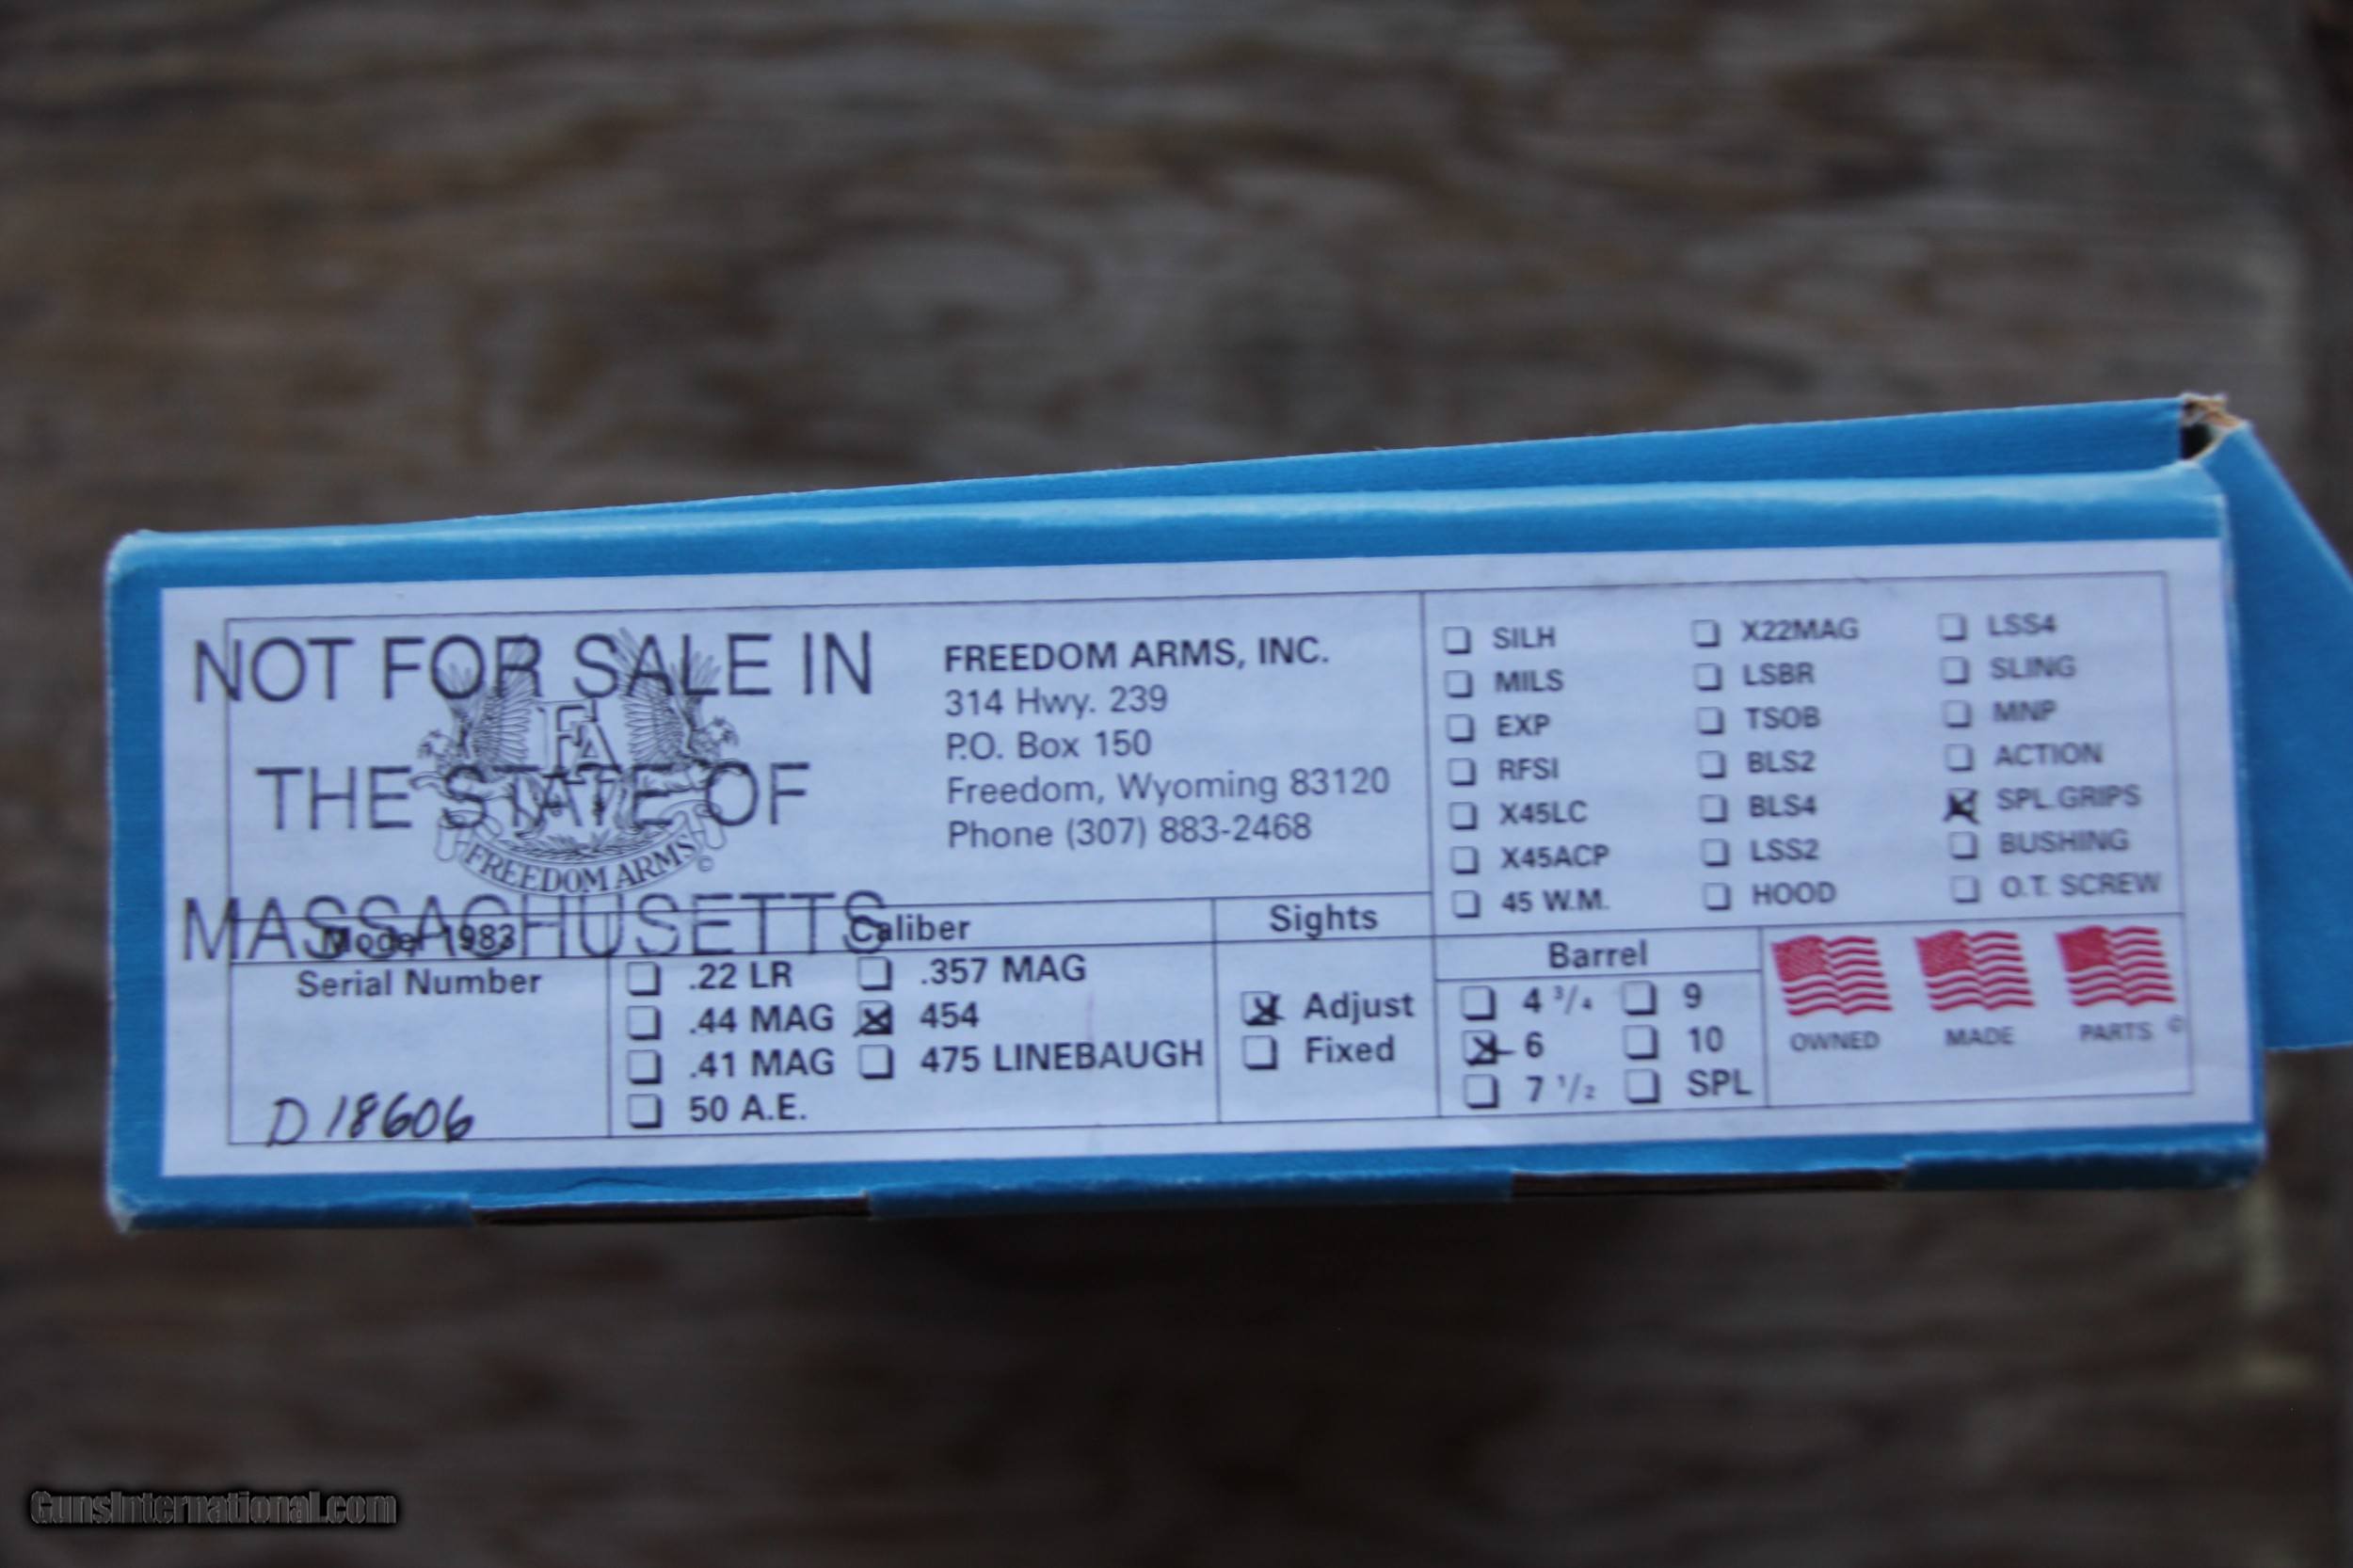 NOT FOR SALE IN
THE STATE OF
MASSACHUSETTS
FA
FREEDOM ARMS©
FREEDOM ARMS, INC.
314 Hwy. 239
P.O. Box 150
Freedom, Wyoming 83120
Phone (307) 883-2468
SILH
MILS
EXP
RFSI
X45LC
X45ACP
45 W.M.
X22MAG
LSBR
TSOB
BLS2
BLS4
LSS2
HOOD
LSS4
SLING
MNP
ACTION
SPL.GRIPS
BUSHING
O.T. SCREW
Model 1983
Serial Number
D 18606
Caliber
.22 LR
.44 MAG
.41 MAG
50 A.E.
.357 MAG
454
475 LINEBAUGH
Sights
Adjust
Fixed
Barrel
4 3/4
6
7 1/2
9
10
SPL
OWNED
MADE
PARTS ©
GunsInternational.com